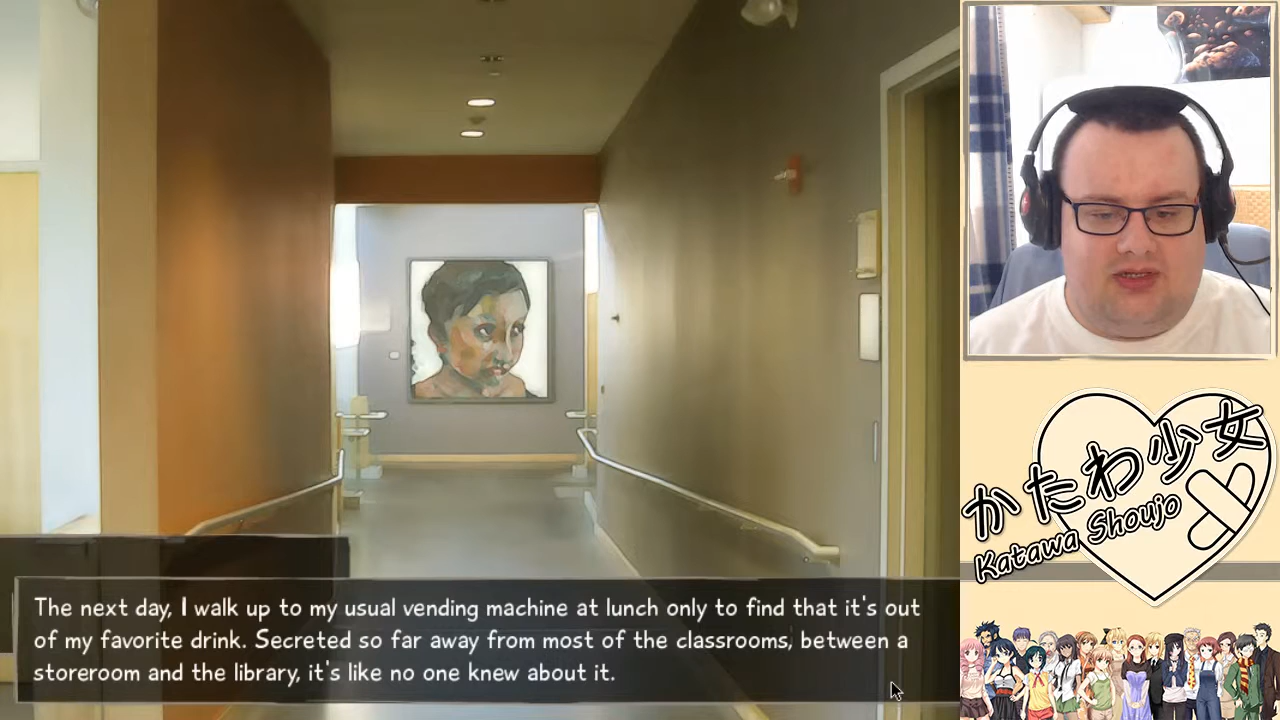 The next day, I walk up to my usual vending machine at lunch only to find that it's out
of my favorite drink. Secreted so far away from most of the classrooms, between a
storeroom and the library, it's like no one knew about it.
かたわ少女
Katawa Shoujo